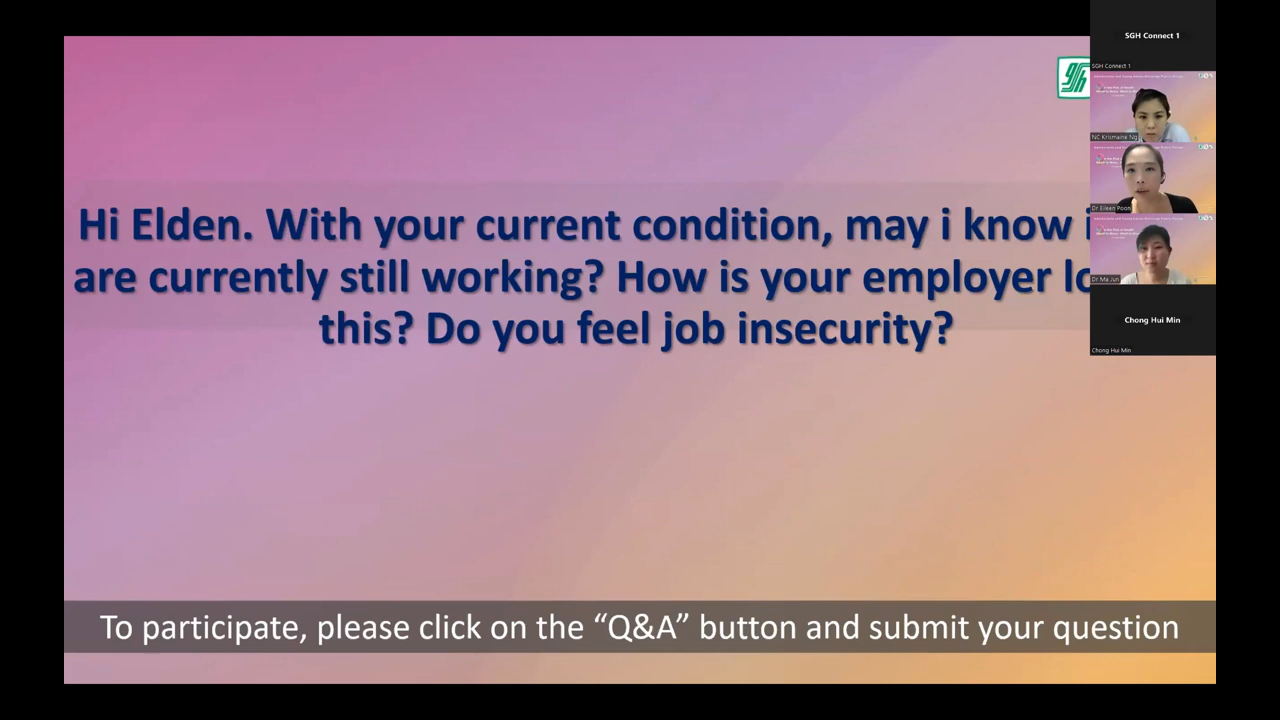 SGH Connect 1
SGH Connect 1
NC Krismaine Ng
Dr Eileen Poon
Dr Ma Jun
Chong Hui Min
Chong Hui Min
Hi Elden. With your current condition, may i know
are currently still working? How is your employer
this? Do you feel job insecurity?
To participate, please click on the “Q&A” button and submit your question